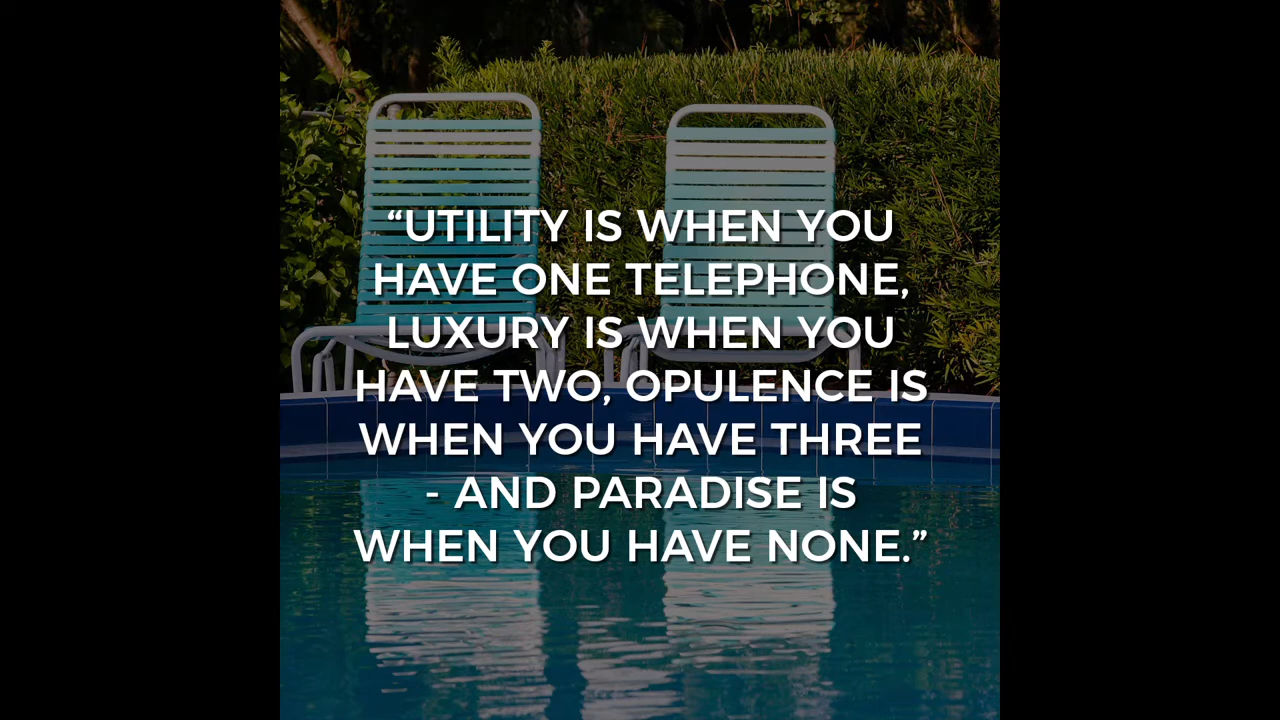 “UTILITY IS WHEN YOU
HAVE ONE TELEPHONE,
LUXURY IS WHEN YOU
HAVE TWO, OPULENCE IS
WHEN YOU HAVE THREE
- AND PARADISE IS
WHEN YOU HAVE NONE.”